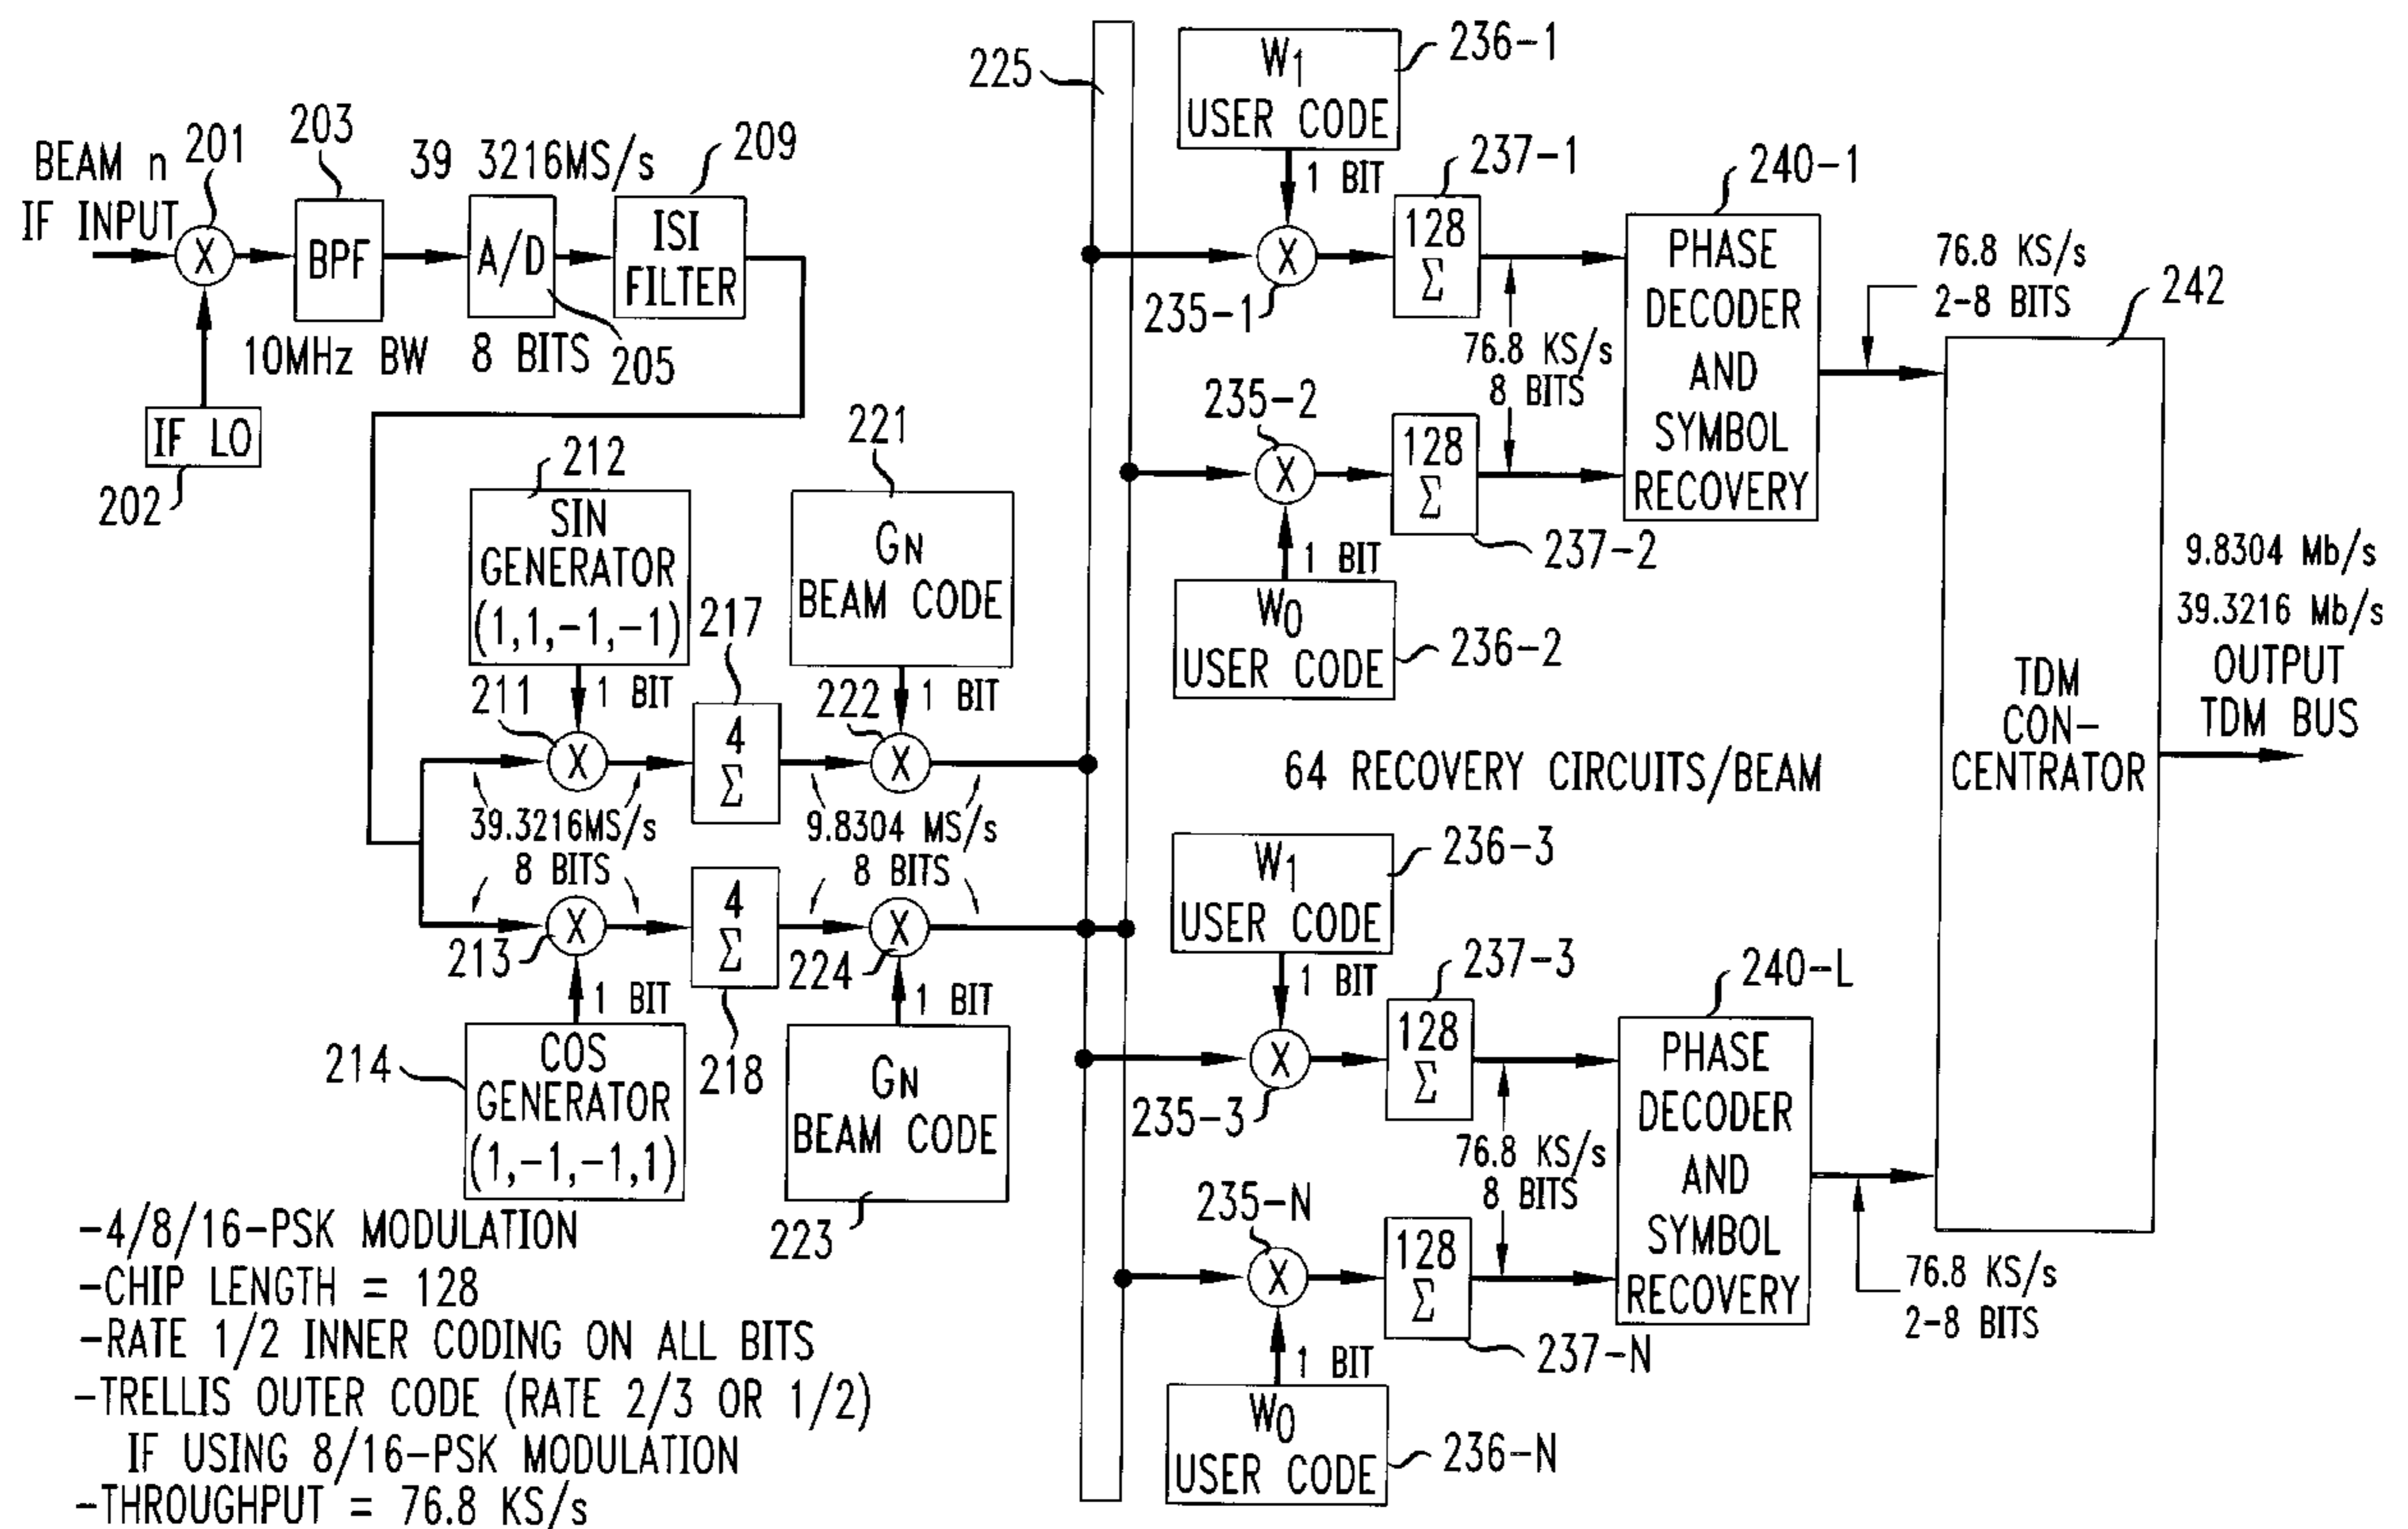 BEAM n
IF INPUT
201
X
IF LO
202
203
BPF
10MHz BW
39 3216MS/s
A/D
8 BITS
205
209
ISI
FILTER
212
SIN
GENERATOR
(1,1,-1,-1)
1 BIT
211
X
39.3216MS/s
8 BITS
213
X
1 BIT
214
COS
GENERATOR
(1,-1,-1,1)
217
4
Σ
4
Σ
218
221
GN
BEAM CODE
1 BIT
222
X
9.8304 MS/s
8 BITS
X
224
1 BIT
GN
BEAM CODE
223
225
W1
USER CODE
236-1
1 BIT
X
235-1
237-1
128
Σ
76.8 KS/s
8 BITS
235-2
X
128
Σ
237-2
1 BIT
W0
USER CODE
236-2
240-1
PHASE
DECODER
AND
SYMBOL
RECOVERY
76.8 KS/s
2-8 BITS
64 RECOVERY CIRCUITS/BEAM
W1
USER CODE
236-3
1 BIT
X
235-3
237-3
128
Σ
76.8 KS/s
8 BITS
235-N
X
128
Σ
237-N
1 BIT
W0
USER CODE
236-N
240-L
PHASE
DECODER
AND
SYMBOL
RECOVERY
76.8 KS/s
2-8 BITS
242
TDM
CON-
CENTRATOR
9.8304 Mb/s
39.3216 Mb/s
OUTPUT
TDM BUS
-4/8/16-PSK MODULATION
-CHIP LENGTH = 128
-RATE 1/2 INNER CODING ON ALL BITS
-TRELLIS OUTER CODE (RATE 2/3 OR 1/2)
IF USING 8/16-PSK MODULATION
-THROUGHPUT = 76.8 KS/s